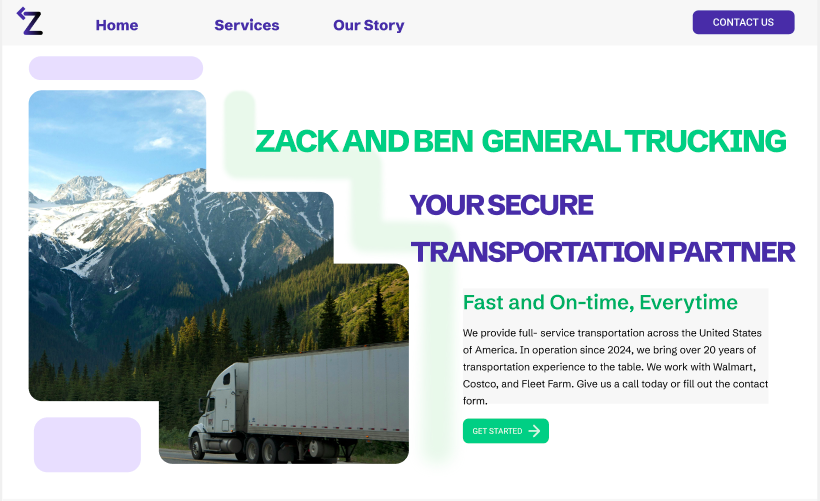 Z
Home
Services
Our Story
CONTACT US
ZACK AND BEN GENERAL TRUCKING
YOUR SECURE
TRANSPORTATION PARTNER
Fast and On-time, Everytime
We provide full- service transportation across the United States
of America. In operation since 2024, we bring over 20 years of
transportation experience to the table. We work with Walmart,
Costco, and Fleet Farm. Give us a call today or fill out the contact
form.
GET STARTED